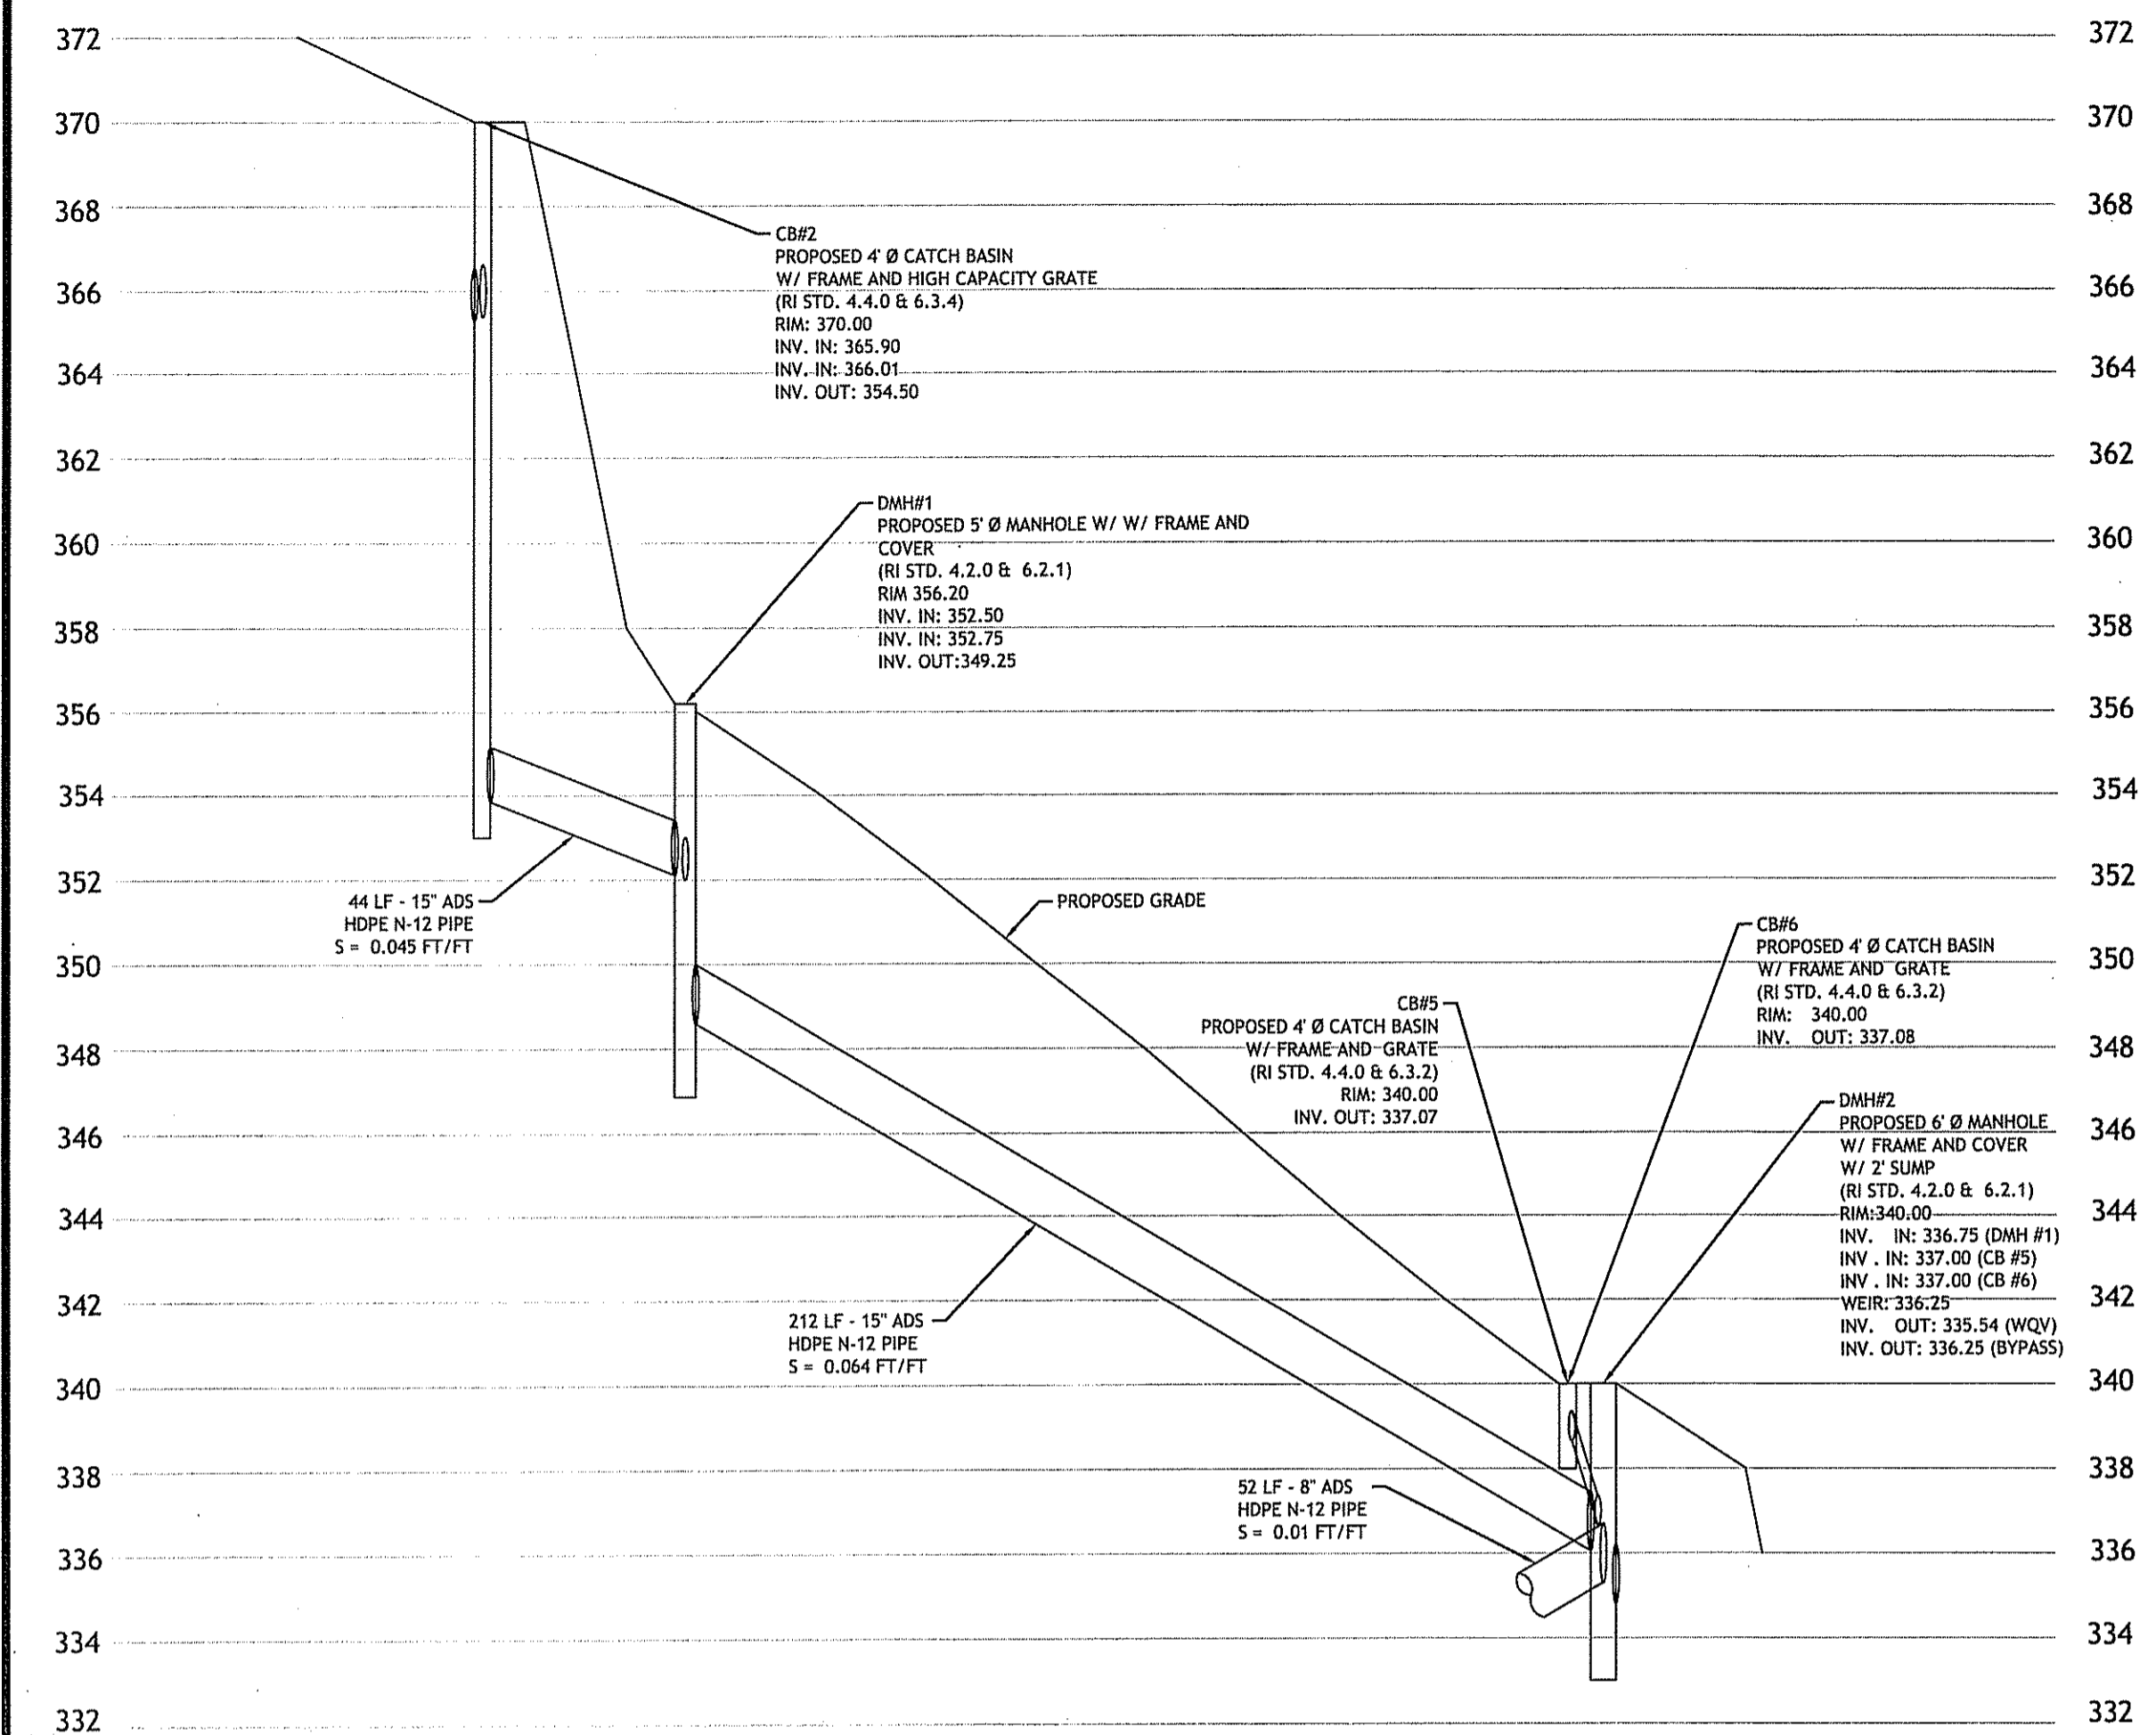 372 372
370 370
368 368
CB#2
PROPOSED 4' Ø CATCH BASIN
W/ FRAME AND HIGH CAPACITY GRATE
(RI STD. 4.4.0 & 6.3.4)
RIM: 370.00
INV. IN: 365.90
INV. IN: 366.01
INV. OUT: 354.50
366 366
364 364
362 362
DMH#1
PROPOSED 5' Ø MANHOLE W/ W/ FRAME AND
COVER
(RI STD. 4.2.0 & 6.2.1)
RIM 356.20
INV. IN: 352.50
INV. IN: 352.75
INV. OUT:349.25
360 360
358 358
356 356
354 354
352 352
44 LF - 15" ADS
HDPE N-12 PIPE
S = 0.045 FT/FT
PROPOSED GRADE
CB#6
PROPOSED 4' Ø CATCH BASIN
W/ FRAME AND GRATE
(RI STD. 4.4.0 & 6.3.2)
RIM: 340.00
INV. OUT: 337.08
350 350
CB#5
PROPOSED 4' Ø CATCH BASIN
W/ FRAME AND GRATE
(RI STD. 4.4.0 & 6.3.2)
RIM: 340.00
INV. OUT: 337.07
348 348
DMH#2
PROPOSED 6' Ø MANHOLE
W/ FRAME AND COVER
W/ 2' SUMP
(RI STD. 4.2.0 & 6.2.1)
RIM:340.00
INV. IN: 336.75 (DMH #1)
INV . IN: 337.00 (CB #5)
INV . IN: 337.00 (CB #6)
WEIR: 336.25
INV. OUT: 335.54 (WQV)
INV. OUT: 336.25 (BYPASS)
346 346
344 344
342 342
212 LF - 15" ADS
HDPE N-12 PIPE
S = 0.064 FT/FT
340 340
338 338
52 LF - 8" ADS
HDPE N-12 PIPE
S = 0.01 FT/FT
336 336
334 334
332 332